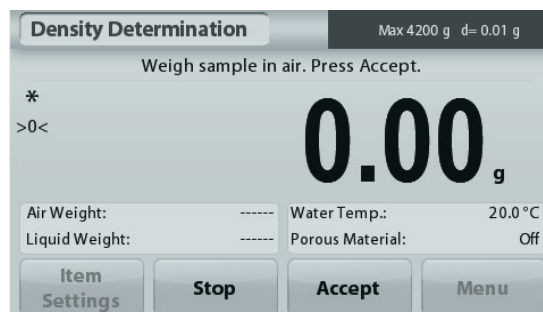 Density Determination
Max 4200 g d= 0.01 g
Weigh sample in air. Press Accept.
*
>0<
0.00 g
Air Weight: ------ Water Temp.: 20.0 °C
Liquid Weight: ------ Porous Material: Off
Item Settings
Stop
Accept
Menu